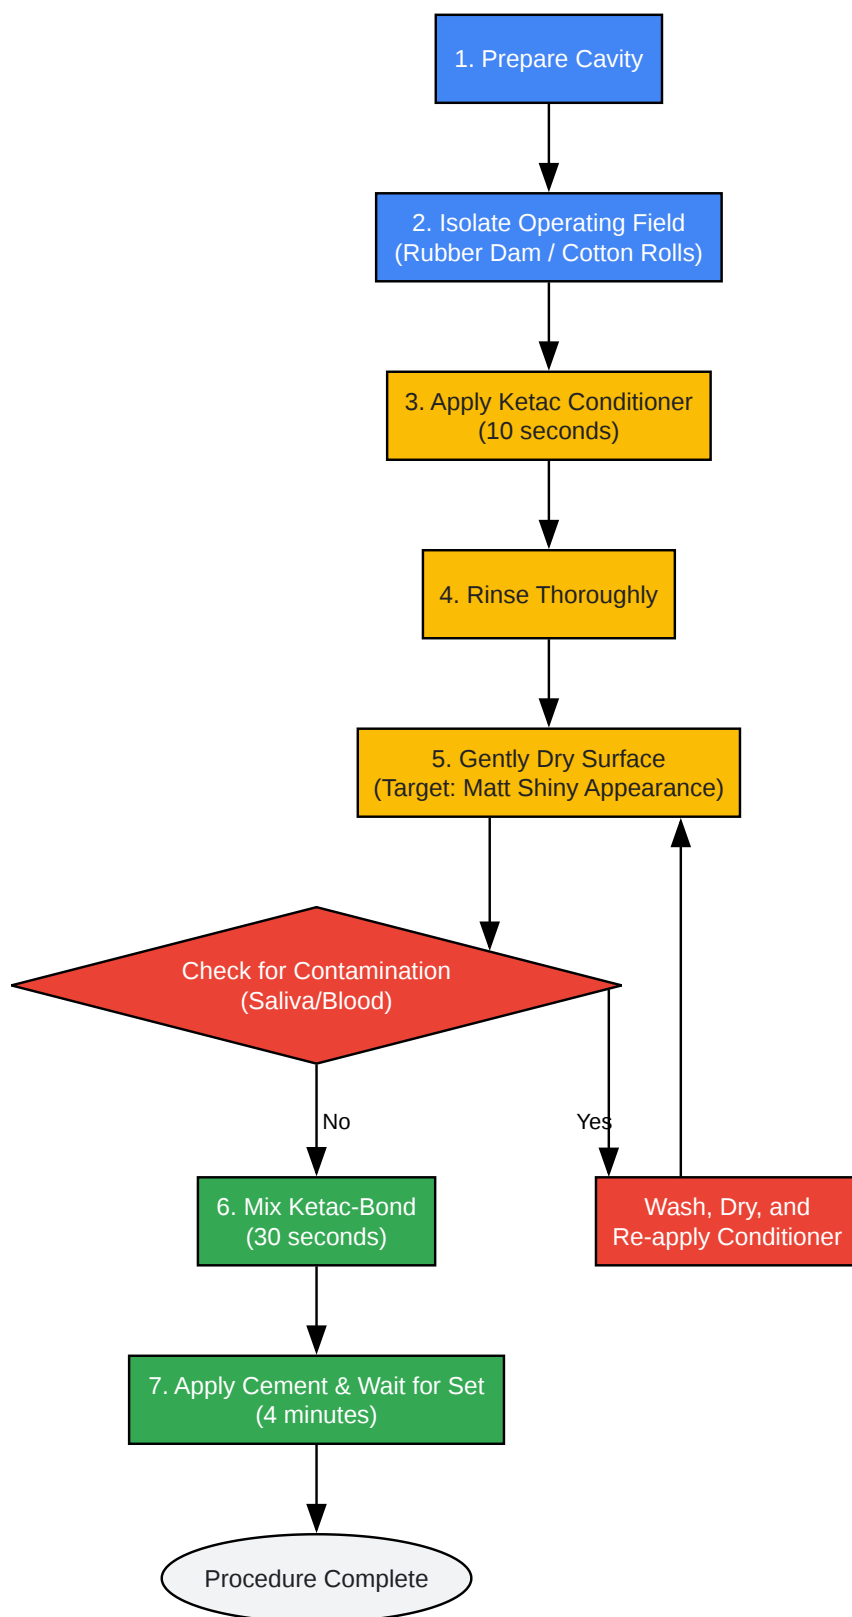 1. Prepare Cavity
2. Isolate Operating Field
(Rubber Dam / Cotton Rolls)
3. Apply Ketac Conditioner
(10 seconds)
4. Rinse Thoroughly
5. Gently Dry Surface
(Target: Matt Shiny Appearance)
Check for Contamination
(Saliva/Blood)
No
Yes
6. Mix Ketac-Bond
(30 seconds)
Wash, Dry, and
Re-apply Conditioner
7. Apply Cement & Wait for Set
(4 minutes)
Procedure Complete